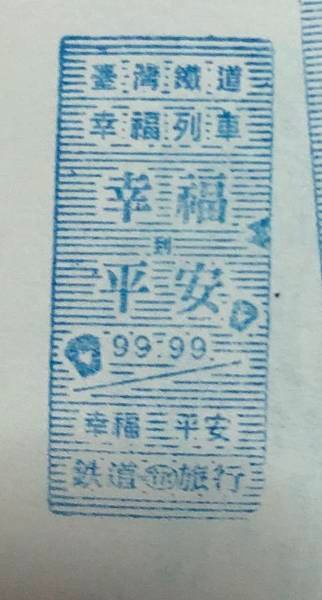 臺灣鐵道
幸福列車
幸福
到
平安
99.99
幸福 三 平安
鉄道 旅行